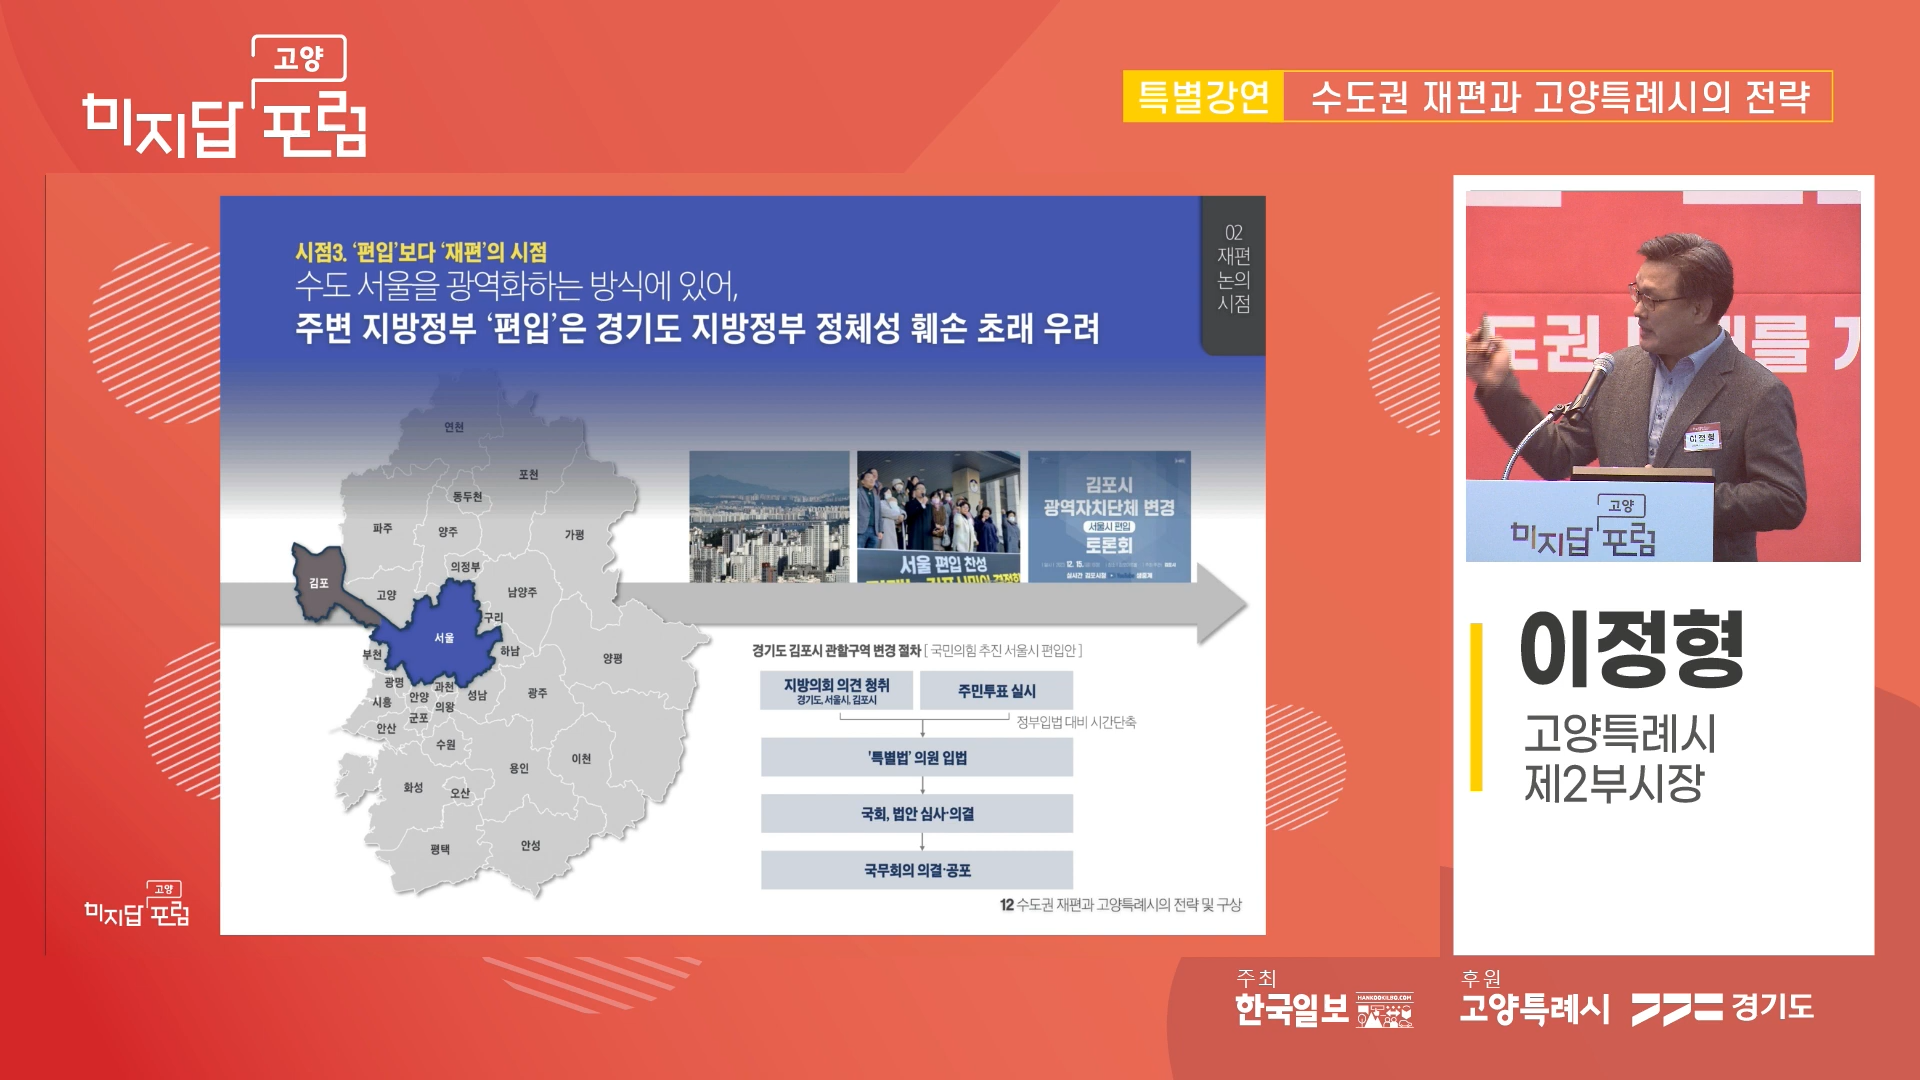 고양
미지답 포럼
특별강연 수도권 재편과 고양특례시의 전략
02
재편
논의
시점
시점3. ‘편입’보다 ‘재편’의 시점
수도 서울을 광역화하는 방식에 있어,
주변 지방정부 ‘편입’은 경기도 지방정부 정체성 훼손 초래 우려
인천
포천
동두천
파주
양주
가평
의정부
김포
고양
남양주
구리
서울
부천
하남
양평
광명
과천
시흥
안양
성남
광주
의왕
군포
안산
수원
이천
용인
화성
오산
평택
안성
서울 편입 찬성
김포시
광역자치단체 변경
서울시 편입
토론회
12. 15.
경기도 김포시 관할구역 변경 절차 [ 국민의힘 추진 서울시 편입안 ]
지방의회 의견 청취
경기도, 서울시, 김포시
주민투표 실시
정부입법 대비 시간단축
‘특별법’ 의원 입법
국회, 법안 심사·의결
국무회의 의결·공포
12 수도권 재편과 고양특례시의 전략 및 구상
고양
미지답 포럼
도권
를
이정형
고양
미지답 포럼
이정형
고양특례시
제2부시장
주최
한국일보
HANKOOKILBO.COM
후원
고양특례시
경기도